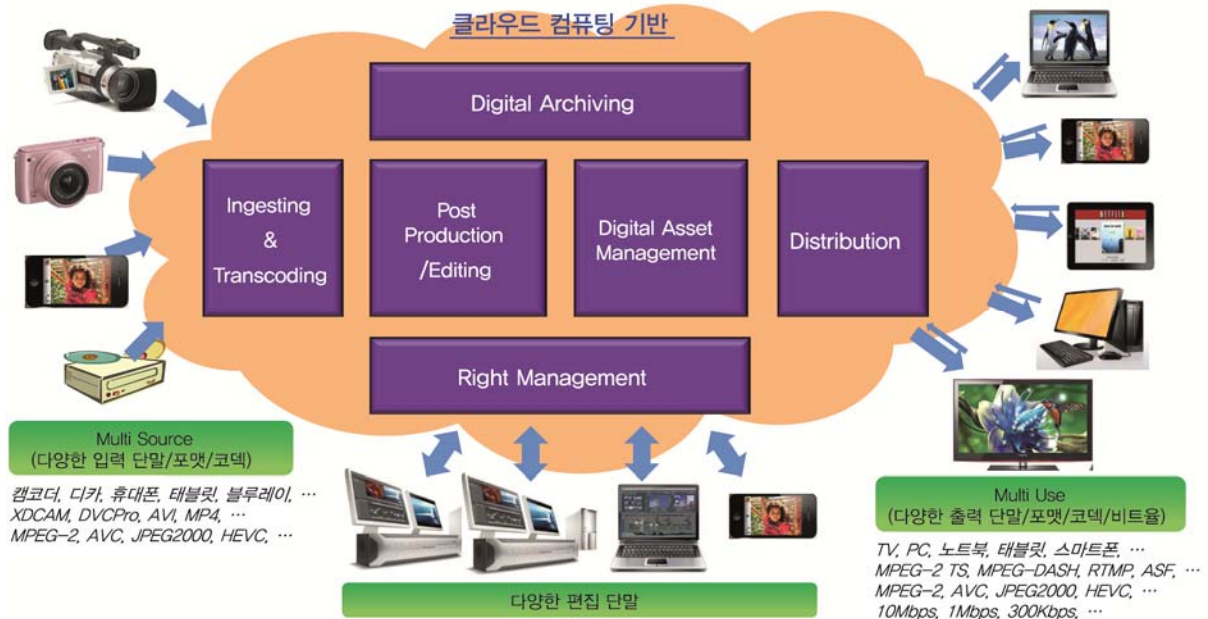 클라우드 컴퓨팅 기반
Digital Archiving
Ingesting
&
Transcoding
Post
Production
/Editing
Digital Asset
Management
Distribution
Right Management
NETFLIX
Multi Source
(다양한 입력 단말/포맷/코덱)
캠코더, 디카, 휴대폰, 태블릿, 블루레이, …
XDCAM, DVCPro, AVI, MP4, …
MPEG-2, AVC, JPEG2000, HEVC, …
다양한 편집 단말
Multi Use
(다양한 출력 단말/포맷/코덱/비트율)
TV, PC, 노트북, 태블릿, 스마트폰, …
MPEG-2 TS, MPEG-DASH, RTMP, ASF, …
MPEG-2, AVC, JPEG2000, HEVC, …
10Mbps, 1Mbps, 300Kbps, …